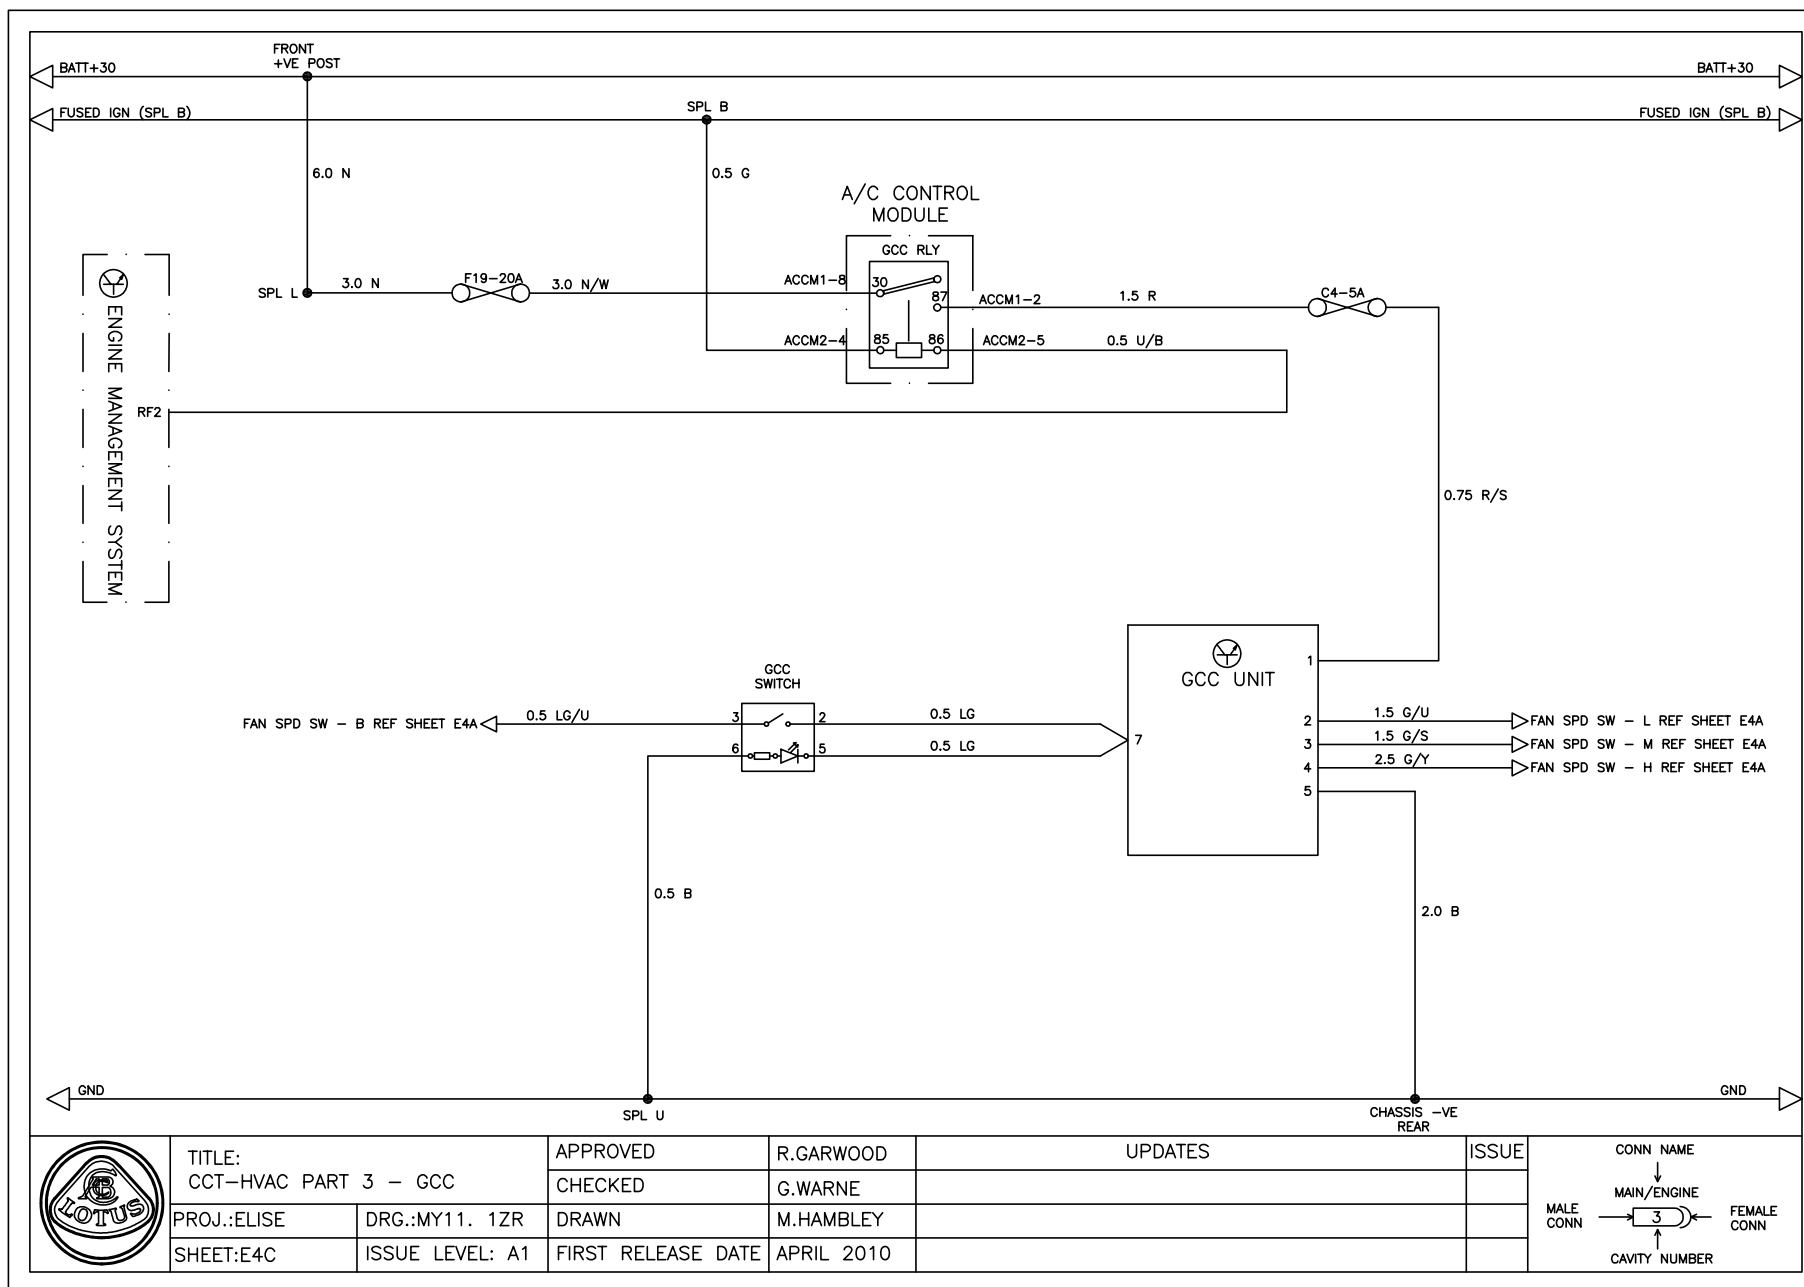 FRONT
+VE POST
BATT+30
BATT+30
FUSED IGN (SPL B)
SPL B
FUSED IGN (SPL B)
6.0 N
0.5 G
A/C CONTROL
MODULE
GCC RLY
SPL L
3.0 N
F19-20A
3.0 N/W
ACCM1-8
30
87
ACCM1-2
1.5 R
C4-5A
ACCM2-4
85
86
ACCM2-5
0.5 U/B
ENGINE MANAGEMENT SYSTEM
RF2
0.75 R/S
GCC UNIT
1
2
3
4
5
7
GCC
SWITCH
FAN SPD SW - B REF SHEET E4A
0.5 LG/U
3
2
0.5 LG
6
5
0.5 LG
1.5 G/U
FAN SPD SW - L REF SHEET E4A
1.5 G/S
FAN SPD SW - M REF SHEET E4A
2.5 G/Y
FAN SPD SW - H REF SHEET E4A
0.5 B
2.0 B
GND
GND
SPL U
CHASSIS -VE
REAR
LOTUS
TITLE:
CCT-HVAC PART 3 - GCC
PROJ.:ELISE
DRG.:MY11. 1ZR
SHEET:E4C
ISSUE LEVEL: A1
APPROVED
R.GARWOOD
CHECKED
G.WARNE
DRAWN
M.HAMBLEY
FIRST RELEASE DATE
APRIL 2010
UPDATES
ISSUE
CONN NAME
MAIN/ENGINE
MALE
CONN
3
FEMALE
CONN
CAVITY NUMBER